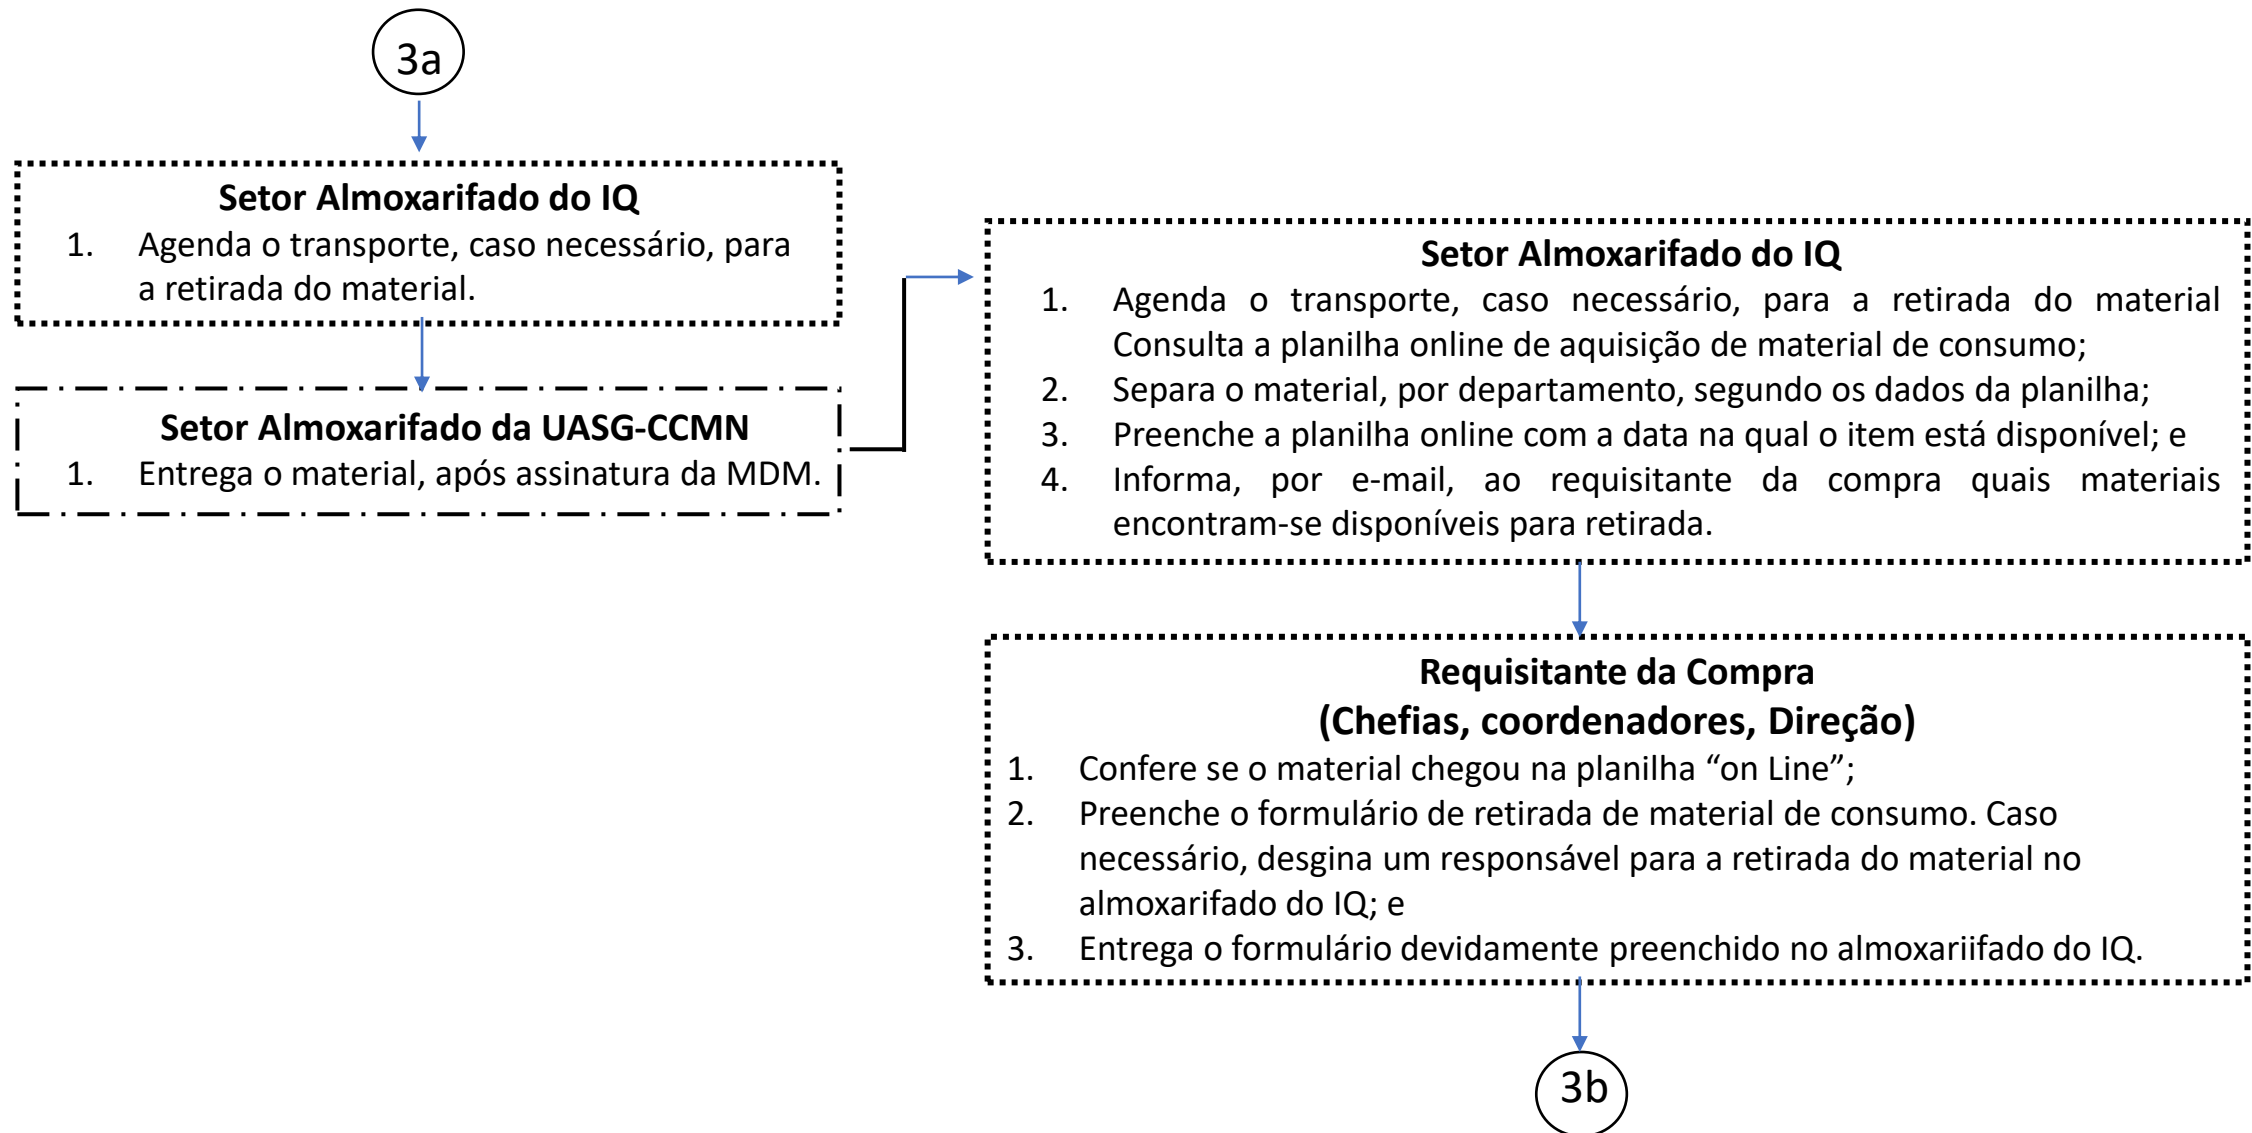 3a
Setor Almoxarifado do IQ
1. Agenda o transporte, caso necessário, para
a retirada do material.
Setor Almoxarifado da UASG-CCMN
1. Entrega o material, após assinatura da MDM.
Setor Almoxarifado do IQ
1. Agenda o transporte, caso necessário, para a retirada do material
Consulta a planilha online de aquisição de material de consumo;
2. Separa o material, por departamento, segundo os dados da planilha;
3. Preenche a planilha online com a data na qual o item está disponível; e
4. Informa, por e-mail, ao requisitante da compra quais materiais
encontram-se disponíveis para retirada.
Requisitante da Compra
(Chefias, coordenadores, Direção)
1. Confere se o material chegou na planilha “on Line”;
2. Preenche o formulário de retirada de material de consumo. Caso
necessário, desgina um responsável para a retirada do material no
almoxarifado do IQ; e
3. Entrega o formulário devidamente preenchido no almoxariifado do IQ.
3b